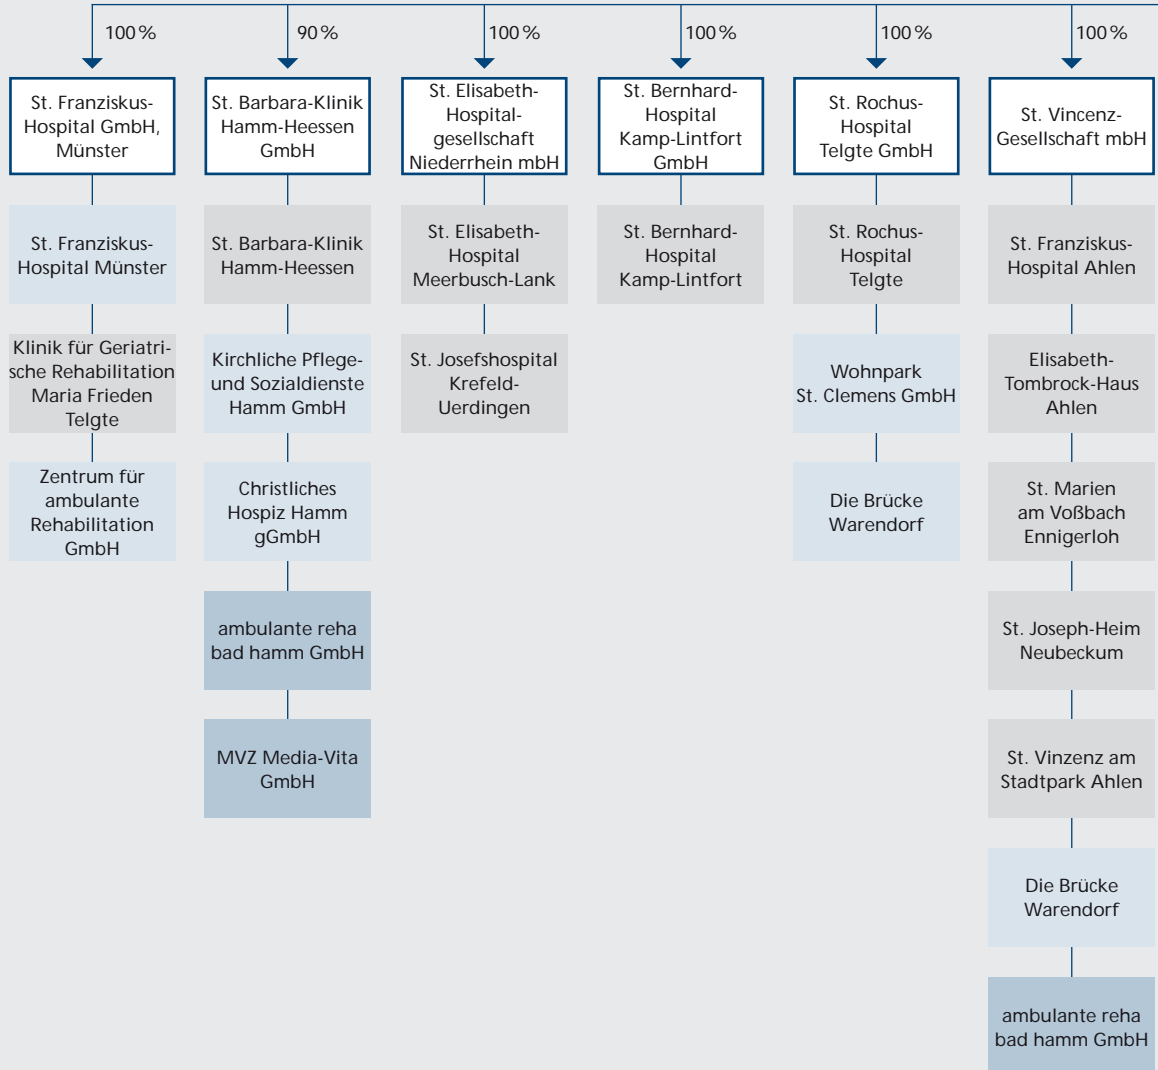 100 %
90 %
100 %
100 %
100 %
100 %
St. Franziskus-
Hospital GmbH,
Münster
St. Barbara-Klinik
Hamm-Heessen
GmbH
St. Elisabeth-
Hospital-
gesellschaft
Niederrhein mbH
St. Bernhard-
Hospital
Kamp-Lintfort
GmbH
St. Rochus-
Hospital
Telgte GmbH
St. Vincenz-
Gesellschaft mbH
St. Franziskus-
Hospital Münster
St. Barbara-Klinik
Hamm-Heessen
St. Elisabeth-
Hospital
Meerbusch-Lank
St. Bernhard-
Hospital
Kamp-Lintfort
St. Rochus-
Hospital
Telgte
St. Franziskus-
Hospital Ahlen
Klinik für Geriatri-
sche Rehabilitation
Maria Frieden
Telgte
Kirchliche Pflege-
und Sozialdienste
Hamm GmbH
St. Josefshospital
Krefeld-
Uerdingen
Wohnpark
St. Clemens GmbH
Elisabeth-
Tombrock-Haus
Ahlen
Zentrum für
ambulante
Rehabilitation
GmbH
Christliches
Hospiz Hamm
gGmbH
Die Brücke
Warendorf
St. Marien
am Voßbach
Ennigerloh
ambulante reha
bad hamm GmbH
St. Joseph-Heim
Neubeckum
MVZ Media-Vita
GmbH
St. Vinzenz am
Stadtpark Ahlen
Die Brücke
Warendorf
ambulante reha
bad hamm GmbH